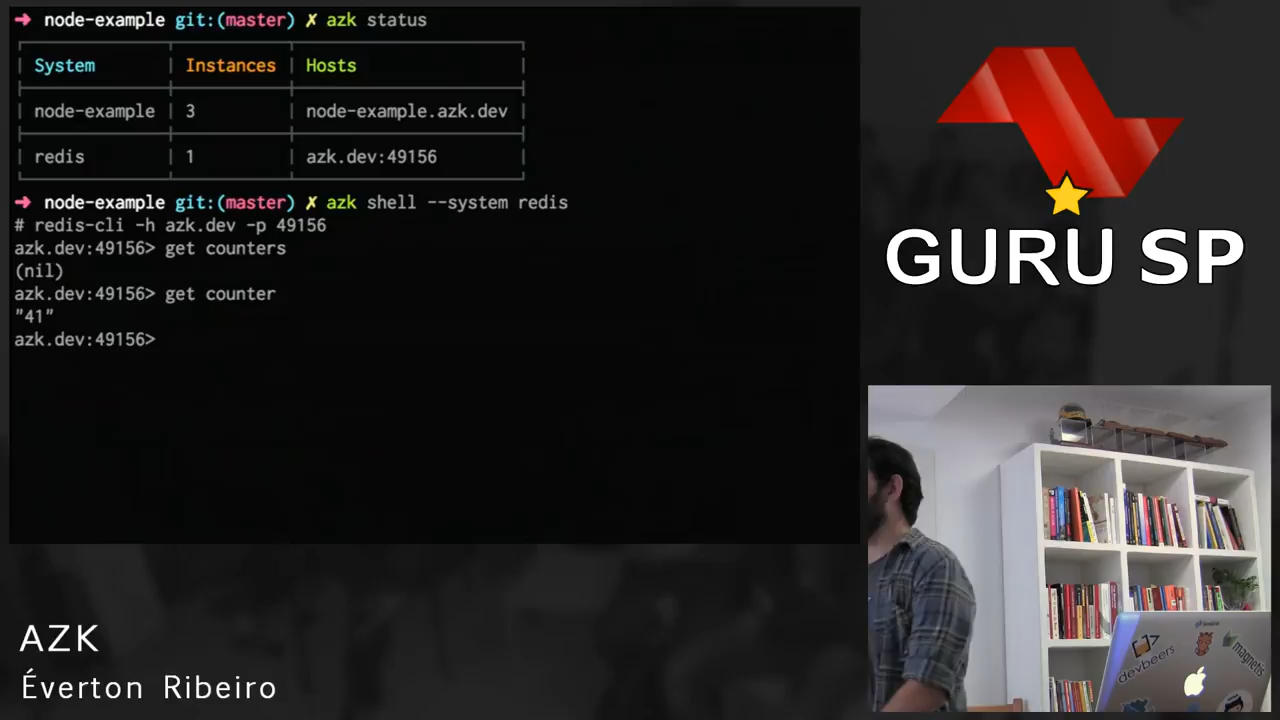 ➜ node-example git:(master) ✗ azk status
System Instances Hosts
node-example 3 node-example.azk.dev
redis 1 azk.dev:49156
➜ node-example git:(master) ✗ azk shell --system redis
# redis-cli -h azk.dev -p 49156
azk.dev:49156> get counters
(nil)
azk.dev:49156> get counter
"41"
azk.dev:49156>
GURU SP
devbeers
magnetis
AZK
Éverton Ribeiro